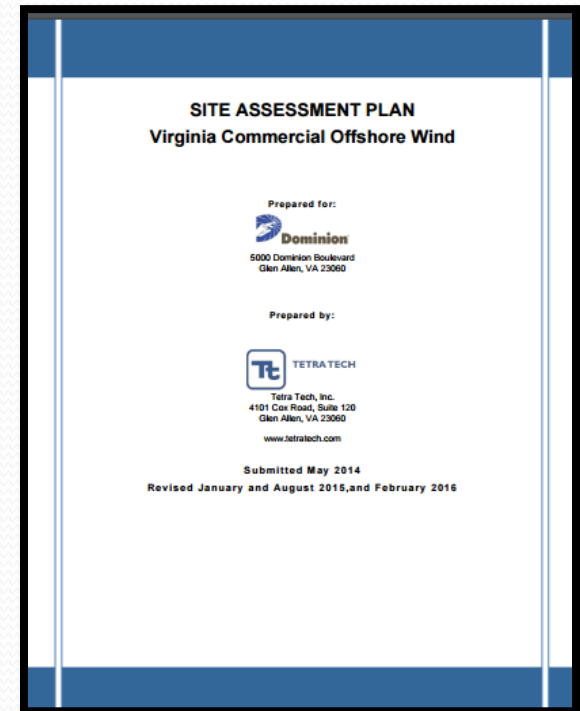 SITE ASSESSMENT PLAN
Virginia Commercial Offshore Wind
Prepared for:
Dominion
5000 Dominion Boulevard
Glen Allen, VA 23060
Prepared by:
Tt TETRA TECH
Tetra Tech, Inc.
4101 Cox Road, Suite 120
Glen Allen, VA 23060
www.tetratech.com
Submitted May 2014
Revised January and August 2015,and February 2016